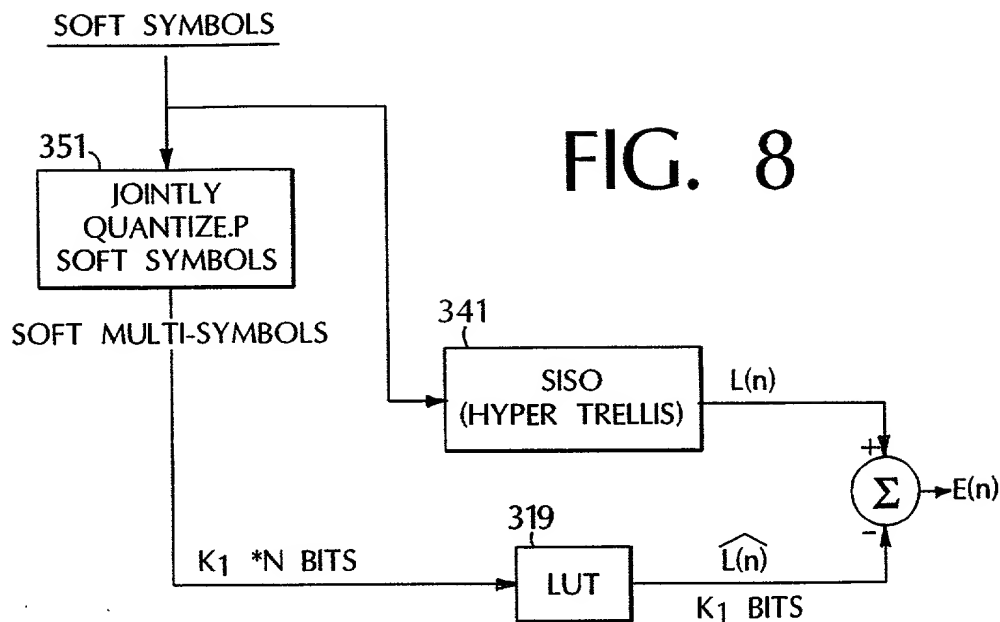 SOFT SYMBOLS
351
JOINTLY
QUANTIZE.P
SOFT SYMBOLS
FIG. 8
SOFT MULTI-SYMBOLS
341
SISO
(HYPER TRELLIS)
L(n)
+
Σ
E(n)
-
319
K1 *N BITS
LUT
L̂(n)
K1 BITS